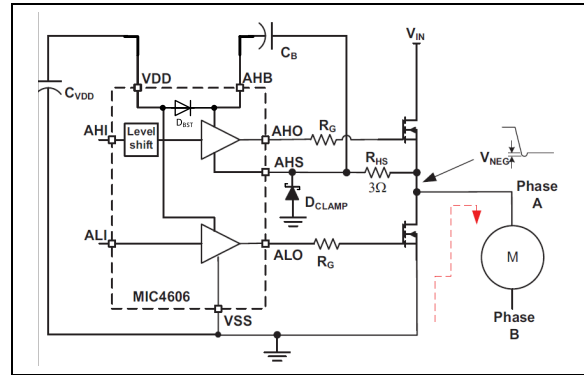 VIN
CB
VDD
AHB
CVDD
DBST
AHI
Level
shift
AHO
RG
AHS
RHS
3Ω
VNEG
Phase
A
DCLAMP
ALI
ALO
RG
M
MIC4606
VSS
Phase
B